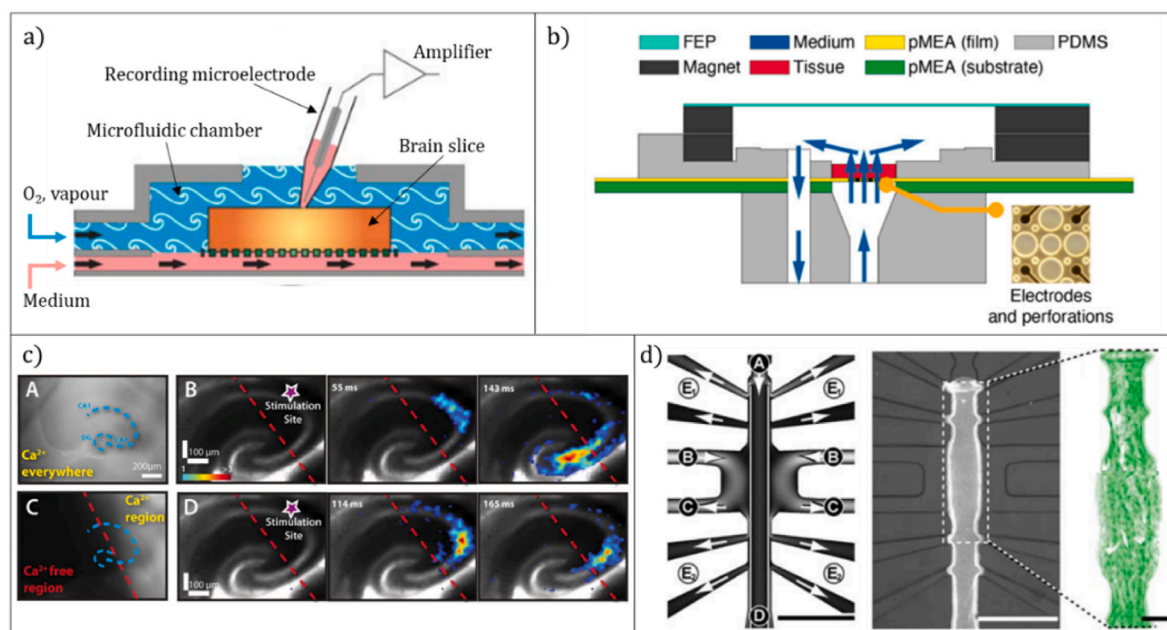 a)
Amplifier
Recording microelectrode
Microfluidic chamber
Brain slice
O₂, vapour
Medium
b)
FEP Medium pMEA (film) PDMS
Magnet Tissue pMEA (substrate)
Electrodes
and perforations
c)
A
CA1
DG
Ca²⁺
everywhere
200μm
B
Stimulation
Site
100 μm
1
55 ms
143 ms
C
Ca²⁺
region
Ca²⁺ free
region
D
Stimulation
Site
100 μm
114 ms
165 ms
d)
A
E₁ E₁
B B
C C
E₂ E₂
D